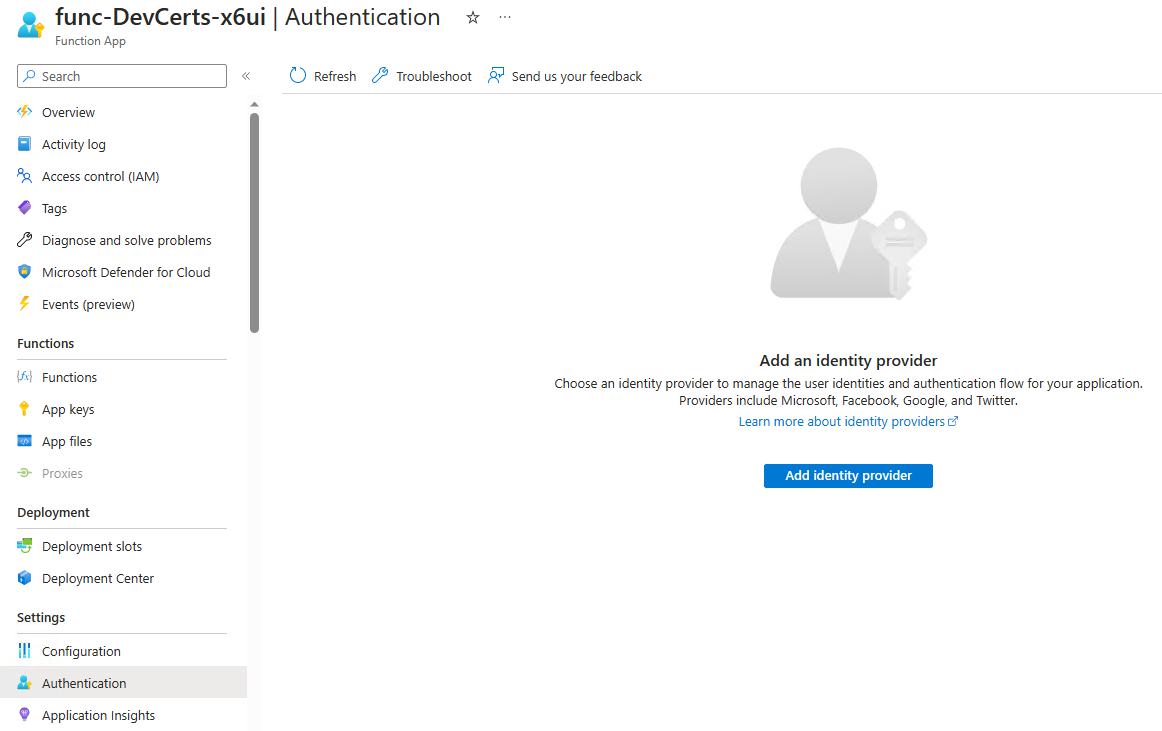 func-DevCerts-x6ui | Authentication
Function App
Search
Overview
Activity log
Access control (IAM)
Tags
Diagnose and solve problems
Microsoft Defender for Cloud
Events (preview)
Functions
Functions
App keys
App files
Proxies
Deployment
Deployment slots
Deployment Center
Settings
Configuration
Authentication
Application Insights
Refresh
Troubleshoot
Send us your feedback
Add an identity provider
Choose an identity provider to manage the user identities and authentication flow for your application.
Providers include Microsoft, Facebook, Google, and Twitter.
Learn more about identity providers
Add identity provider